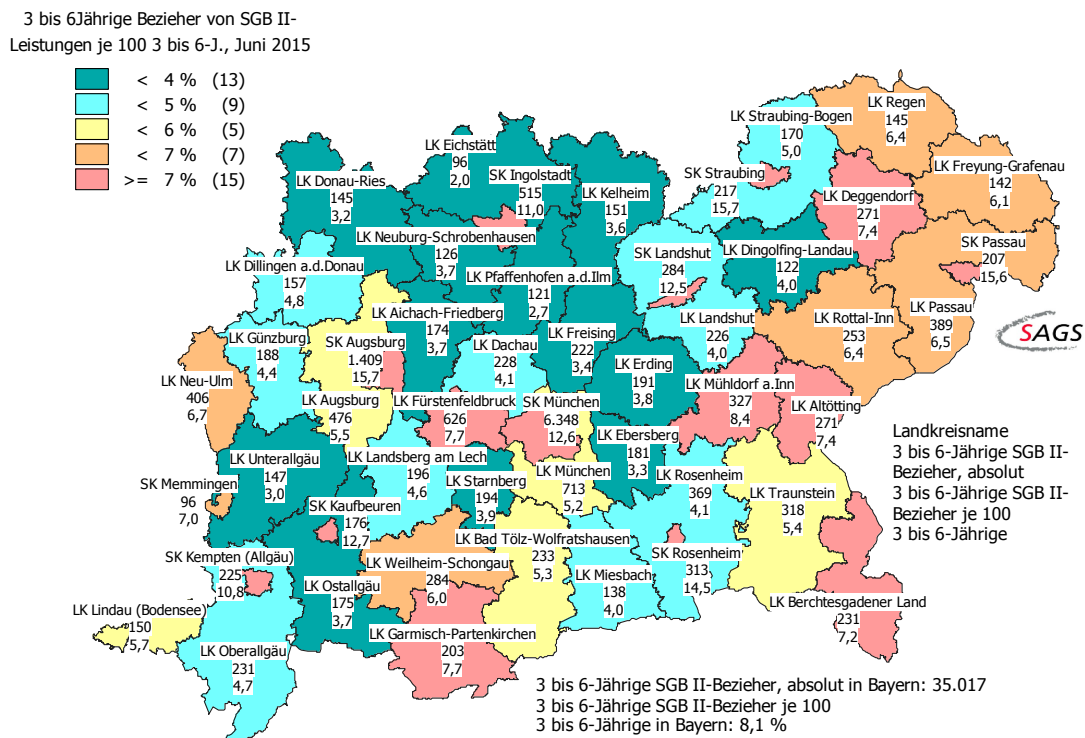 3 bis 6Jährige Bezieher von SGB II-
Leistungen je 100 3 bis 6-J., Juni 2015
< 4 % (13)
< 5 % (9)
< 6 % (5)
< 7 % (7)
>= 7 % (15)
LK Regen
145
6,4
LK Straubing-Bogen
170
5,0
LK Freyung-Grafenau
142
6,1
LK Eichstätt
96
2,0
SK Ingolstadt
515
11,0
SK Straubing
217
15,7
LK Donau-Ries
145
3,2
LK Kelheim
151
3,6
LK Deggendorf
271
7,4
LK Neuburg-Schrobenhausen
126
3,7
SK Landshut
284
12,5
LK Dingolfing-Landau
122
4,0
SK Passau
207
15,6
LK Dillingen a.d.Donau
157
4,8
LK Pfaffenhofen a.d.Ilm
121
2,7
LK Aichach-Friedberg
174
3,7
LK Passau
389
6,5
LK Landshut
226
4,0
LK Rottal-Inn
253
6,4
SAGS
LK Günzburg
188
4,4
SK Augsburg
1.409
15,7
LK Dachau
228
4,1
LK Freising
222
3,4
LK Erding
191
3,8
LK Neu-Ulm
406
6,7
LK Augsburg
476
5,5
LK Fürstenfeldbruck
626
7,7
SK München
6.348
12,6
LK Mühldorf a.Inn
327
8,4
LK Altötting
271
7,4
LK Ebersberg
181
3,3
Landkreisname
3 bis 6-Jährige SGB II-
Bezieher, absolut
3 bis 6-Jährige SGB II-
Bezieher je 100
3 bis 6-Jährige
LK Unterallgäu
147
3,0
LK Landsberg am Lech
196
4,6
LK Starnberg
194
3,9
LK München
713
5,2
LK Rosenheim
369
4,1
LK Traunstein
318
5,4
SK Memmingen
96
7,0
SK Kaufbeuren
176
12,7
LK Bad Tölz-Wolfratshausen
233
5,3
SK Kempten (Allgäu)
225
10,8
LK Weilheim-Schongau
284
6,0
SK Rosenheim
313
14,5
LK Miesbach
138
4,0
LK Ostallgäu
175
3,7
LK Lindau (Bodensee)
150
5,7
LK Berchtesgadener Land
231
7,2
LK Garmisch-Partenkirchen
203
7,7
LK Oberallgäu
231
4,7
3 bis 6-Jährige SGB II-Bezieher, absolut in Bayern: 35.017
3 bis 6-Jährige SGB II-Bezieher je 100
3 bis 6-Jährige in Bayern: 8,1 %